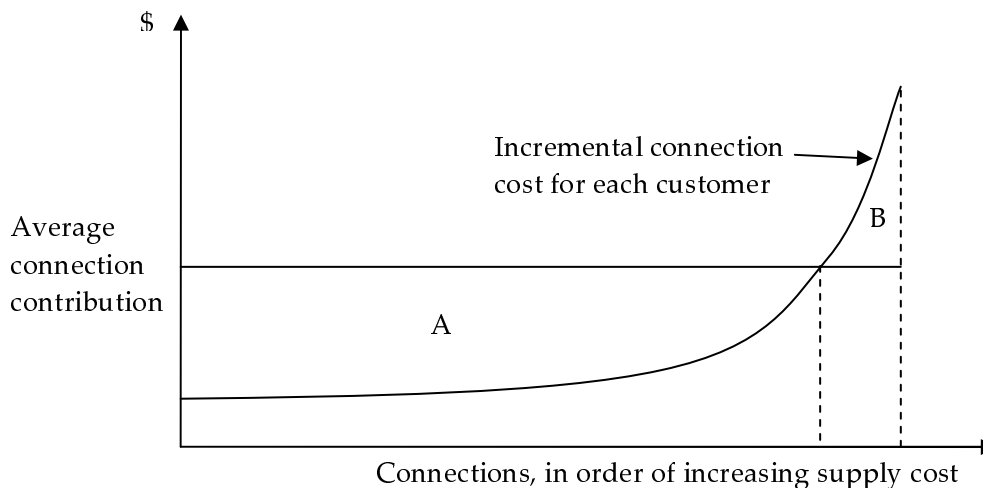 $
Incremental connection
cost for each customer
B
Average
connection
contribution
A
Connections, in order of increasing supply cost